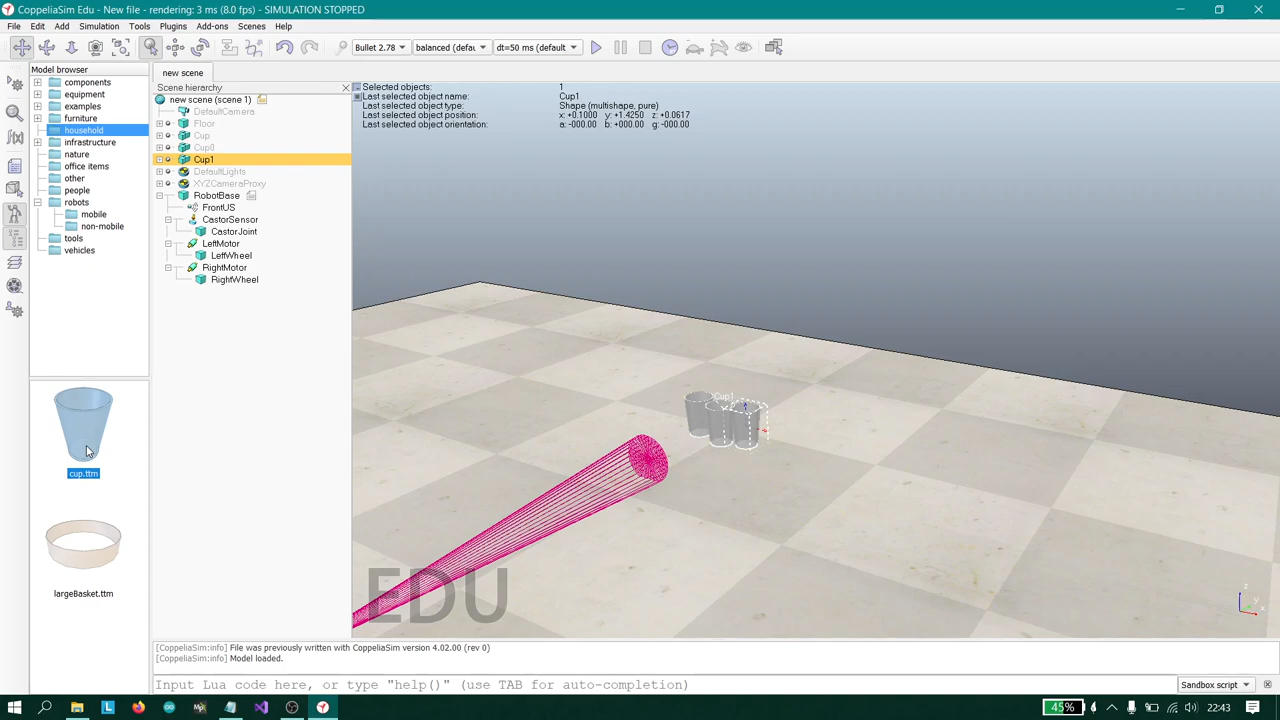 CoppeliaSim Edu - New file - rendering: 3 ms (8.0 fps) - SIMULATION STOPPED
File Edit Add Simulation Tools Plugins Add-ons Scenes Help
Bullet 2.78 balanced (defau dt=50 ms (default
Model browser
components
equipment
examples
furniture
household
infrastructure
nature
office items
other
people
robots
mobile
non-mobile
tools
vehicles
cup.ttm
largeBasket.ttm
new scene
Scene hierarchy
new scene (scene 1)
DefaultCamera
Floor
Cup
Cup0
Cup1
DefaultLights
XYZCameraProxy
RobotBase
FrontUS
CastorSensor
CastorJoint
LeftMotor
LeftWheel
RightMotor
RightWheel
Selected objects: 1
Last selected object name: Cup1
Last selected object type: Shape (multishape, pure)
Last selected object position: x: +0.1000 y: +1.4250 z: +0.0617
Last selected object orientation: a: -000.00 b: +000.00 g: -000.00
Cup1
EDU
z
y
x
[CoppeliaSim:info] File was previously written with CoppeliaSim version 4.02.00 (rev 0)
[CoppeliaSim:info] Model loaded.
Input Lua code here, or type "help()" (use TAB for auto-completion)
Sandbox script
45%
22:43